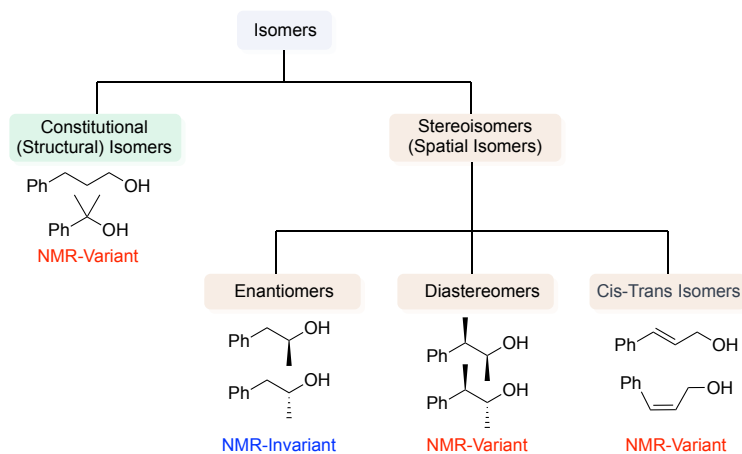 Isomers
Constitutional
(Structural) Isomers
Stereoisomers
(Spatial Isomers)
Ph
OH
Ph
OH
NMR-Variant
Enantiomers
Diastereomers
Cis-Trans Isomers
Ph
OH
Ph
OH
NMR-Invariant
Ph
OH
Ph
OH
NMR-Variant
Ph
OH
Ph
OH
NMR-Variant